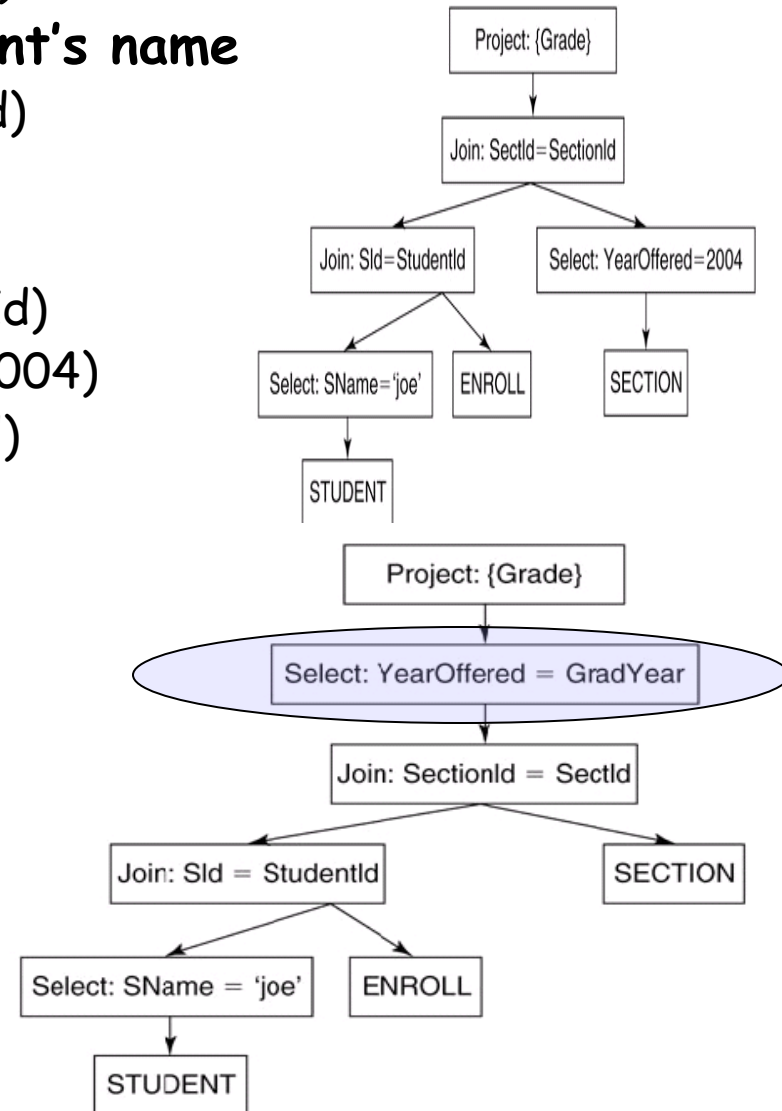 nt's name
d)
d)
004)
)
Project: {Grade}
Join: SectId=SectionId
Join: SId=StudentId
Select: YearOffered=2004
Select: SName='joe'
ENROLL
SECTION
STUDENT
Project: {Grade}
Select: YearOffered = GradYear
Join: SectionId = SectId
Join: SId = StudentId
SECTION
Select: SName = 'joe'
ENROLL
STUDENT